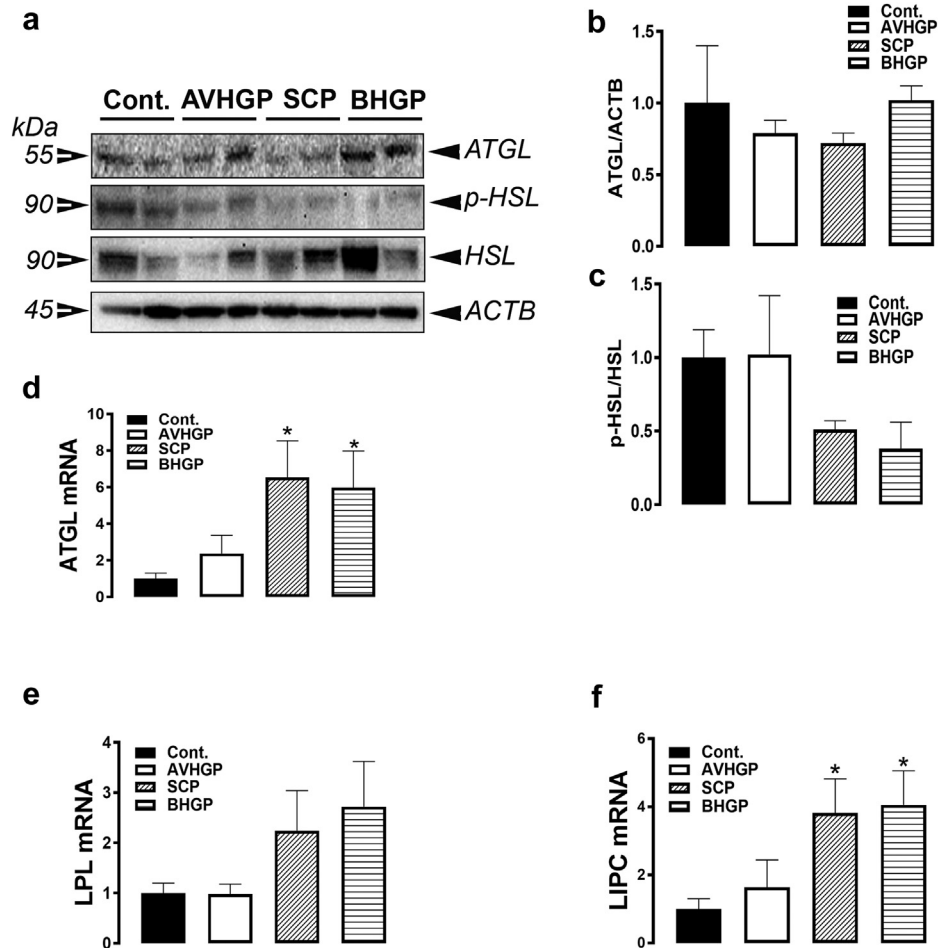 a
Cont. AVHGP SCP BHGP
kDa
55 ATGL
90 p-HSL
90 HSL
45 ACTB
b
Cont.
AVHGP
SCP
BHGP
ATGL/ACTB
1.5
1.0
0.5
0.0
c
Cont.
AVHGP
SCP
BHGP
p-HSL/HSL
1.5
1.0
0.5
0.0
d
Cont.
AVHGP
SCP
BHGP
ATGL mRNA
10
8
6
4
2
0
* *
e
Cont.
AVHGP
SCP
BHGP
LPL mRNA
4
3
2
1
0
f
Cont.
AVHGP
SCP
BHGP
LIPC mRNA
6
4
2
0
* *